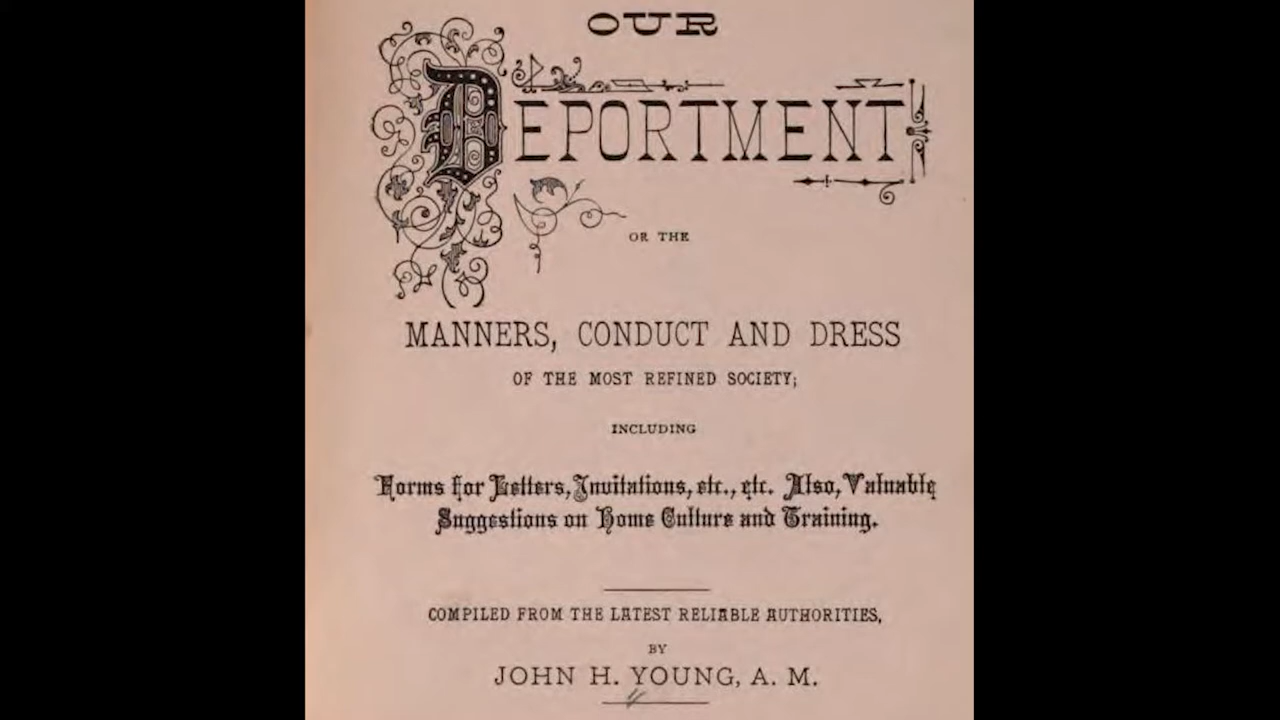 OUR
DEPORTMENT
OR THE
MANNERS, CONDUCT AND DRESS
OF THE MOST REFINED SOCIETY;
INCLUDING
Forms for Letters, Invitations, etc., etc. Also, Valuable
Suggestions on Home Culture and Training.
COMPILED FROM THE LATEST RELIABLE AUTHORITIES,
BY
JOHN H. YOUNG, A. M.